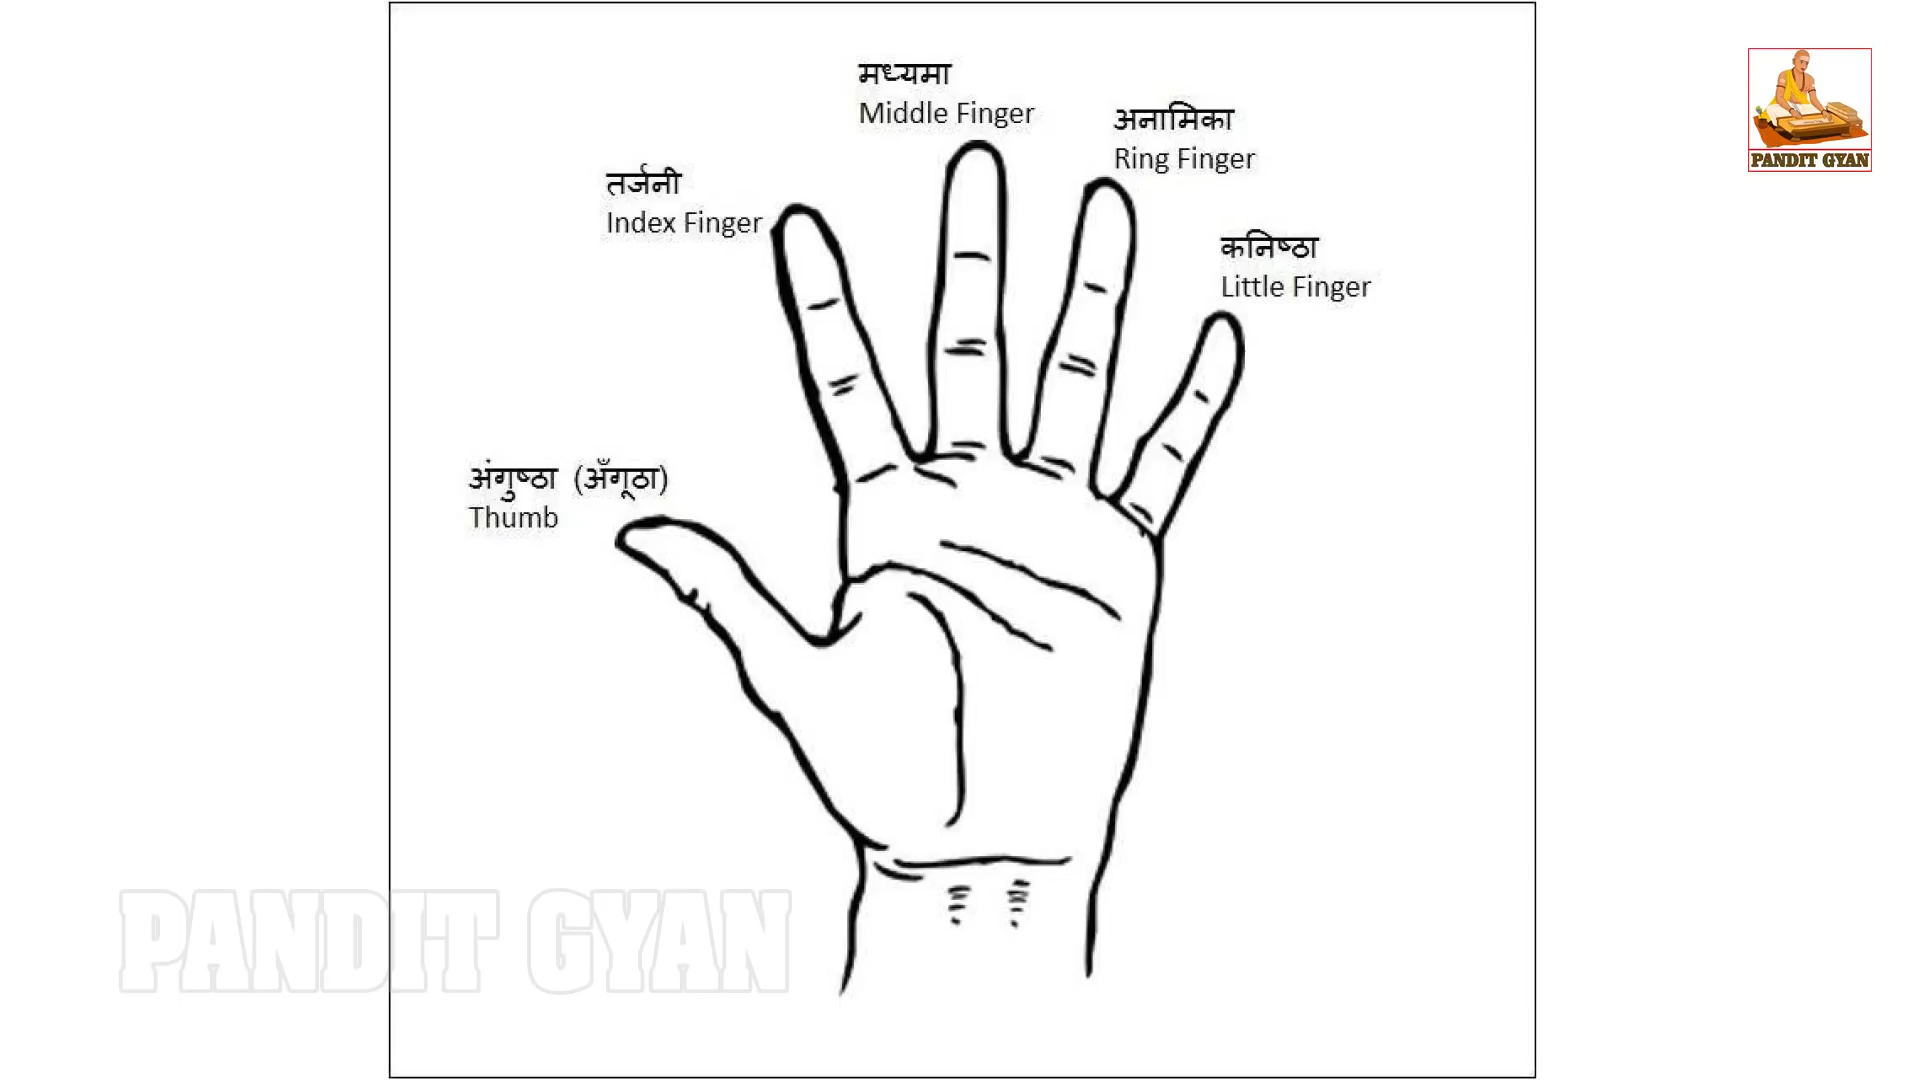 मध्यमा
Middle Finger
अनामिका
Ring Finger
तर्जनी
Index Finger
कनिष्ठा
Little Finger
अंगुष्ठा (अँगूठा)
Thumb
PANDIT GYAN
PANDIT GYAN